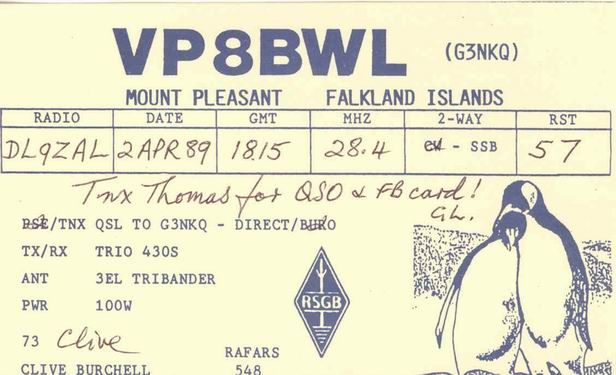 VP8BWL (G3NKQ)
MOUNT PLEASANT FALKLAND ISLANDS
RADIO DATE GMT MHZ 2-WAY RST
DL9ZAL 2APR89 1815 28.4 cw - SSB 57
Tnx Thomas for QSO & FB card!
GL.
PSE/TNX QSL TO G3NKQ - DIRECT/BURO
TX/RX TRIO 430S
ANT 3EL TRIBANDER
PWR 100W
RSGB
73 Clive
RAFARS
CLIVE BURCHELL 548